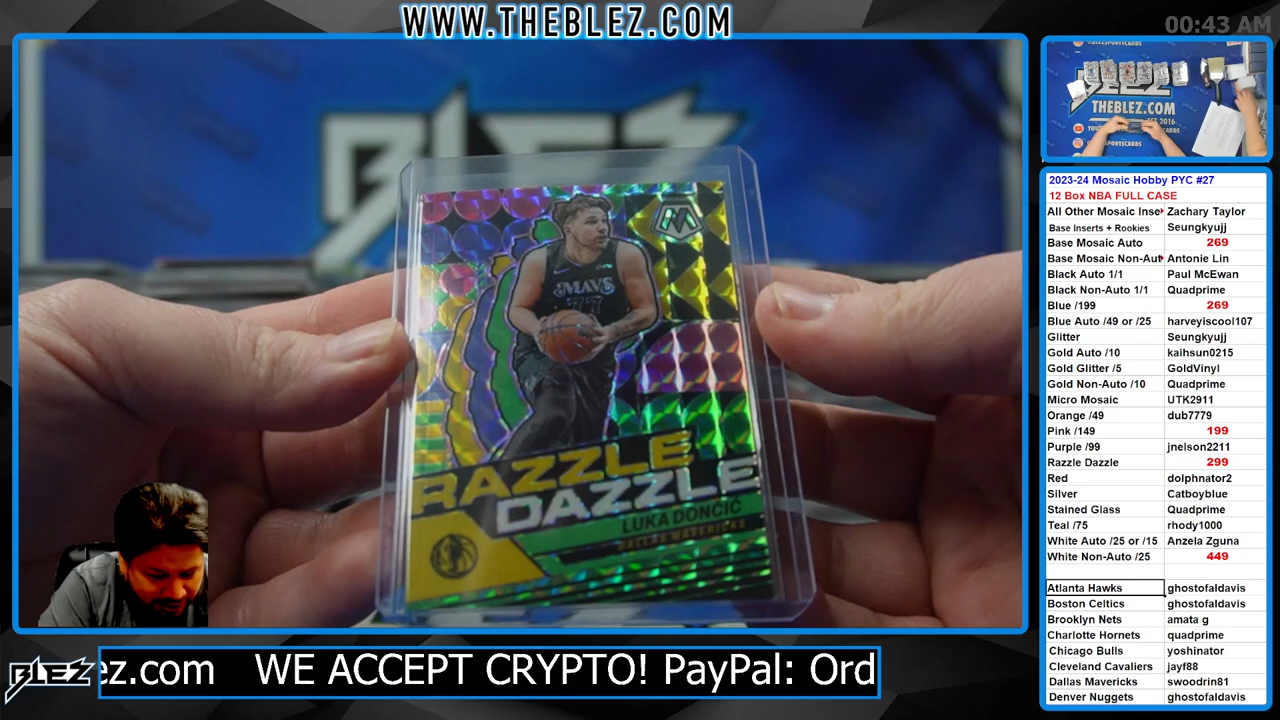 WWW.THEBLEZ.COM
00:43 AM
BLEZ
THEBLEZ.COM
MAVS
77
RAZZLE
DAZZLE
LUKA DONČIĆ
DALLAS MAVERICKS
2023-24 Mosaic Hobby PYC #27
12 Box NBA FULL CASE
All Other Mosaic Inse Zachary Taylor
Base Inserts + Rookies Seungkyujj
Base Mosaic Auto 269
Base Mosaic Non-Aut Antonie Lin
Black Auto 1/1 Paul McEwan
Black Non-Auto 1/1 Quadprime
Blue /199 269
Blue Auto /49 or /25 harveyiscool107
Glitter Seungkyujj
Gold Auto /10 kaihsun0215
Gold Glitter /5 GoldVinyl
Gold Non-Auto /10 Quadprime
Micro Mosaic UTK2911
Orange /49 dub7779
Pink /149 199
Purple /99 jnelson2211
Razzle Dazzle 299
Red dolphnator2
Silver Catboyblue
Stained Glass Quadprime
Teal /75 rhody1000
White Auto /25 or /15 Anzela Zguna
White Non-Auto /25 449
Atlanta Hawks ghostofaldavis
Boston Celtics ghostofaldavis
Brooklyn Nets amata g
Charlotte Hornets quadprime
Chicago Bulls yoshinator
Cleveland Cavaliers jayf88
Dallas Mavericks swoodrin81
Denver Nuggets ghostofaldavis
BLEZ
ez.com WE ACCEPT CRYPTO! PayPal: Ord